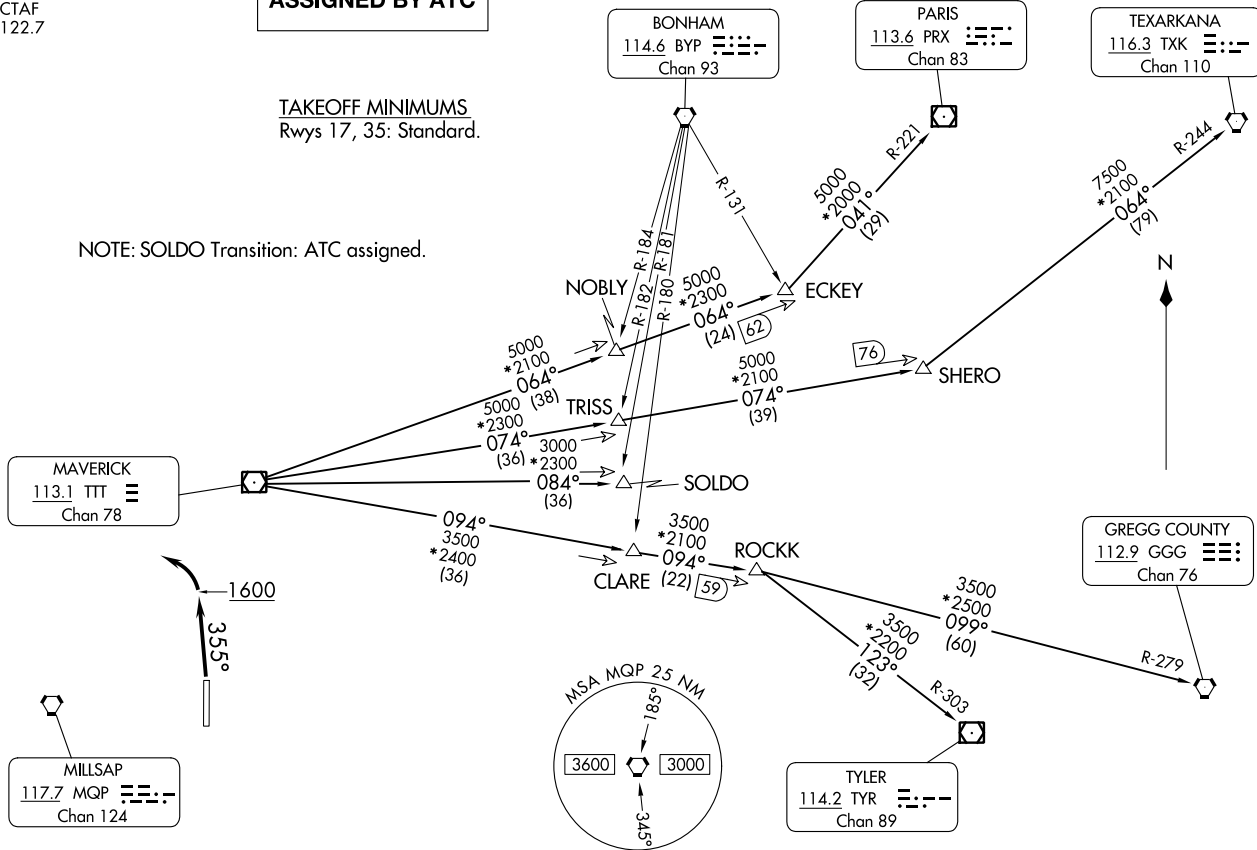 CTAF
122.7
ASSIGNED BY ATC
TAKEOFF MINIMUMS
Rwys 17, 35: Standard.
NOTE: SOLDO Transition: ATC assigned.
BONHAM
114.6 BYP
Chan 93
PARIS
113.6 PRX
Chan 83
TEXARKANA
116.3 TXK
Chan 110
R-221
R-244
R-131
R-184
R-181
R-182
R-180
5000
*2000
041°
(29)
7500
*2100
064°
(79)
N
NOBLY
5000
*2300
064°
(24)
62
ECKEY
5000
*2100
064°
(38)
TRISS
5000
*2100
074°
(39)
76
SHERO
5000
*2300
074°
(36)
3000
*2300
084°
(36)
SOLDO
MAVERICK
113.1 TTT
Chan 78
094°
3500
*2400
(36)
CLARE
3500
*2100
094°
(22)
59
ROCKK
GREGG COUNTY
112.9 GGG
Chan 76
3500
*2500
099°
(60)
R-279
3500
*2200
123°
(32)
R-303
1600
355°
MILLSAP
117.7 MQP
Chan 124
MSA MQP 25 NM
185°
3600
3000
345°
TYLER
114.2 TYR
Chan 89